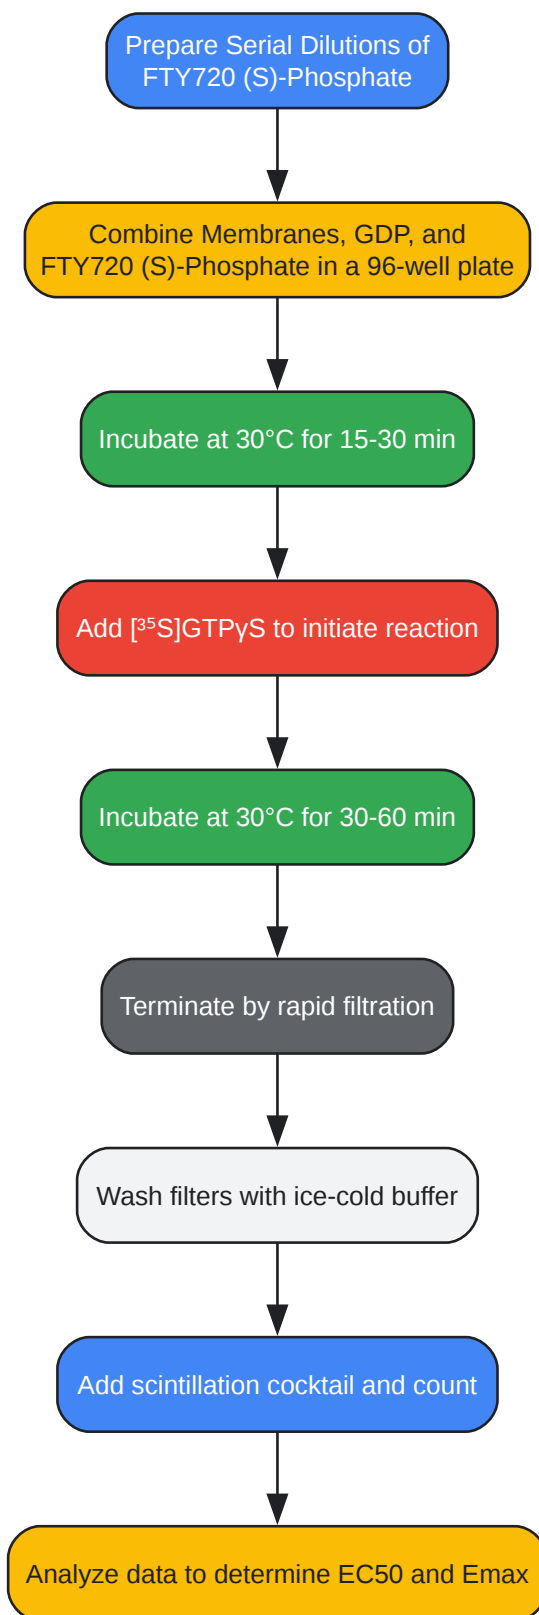 Prepare Serial Dilutions of
FTY720 (S)-Phosphate
Combine Membranes, GDP, and
FTY720 (S)-Phosphate in a 96-well plate
Incubate at 30°C for 15-30 min
Add [³⁵S]GTPγS to initiate reaction
Incubate at 30°C for 30-60 min
Terminate by rapid filtration
Wash filters with ice-cold buffer
Add scintillation cocktail and count
Analyze data to determine EC50 and Emax